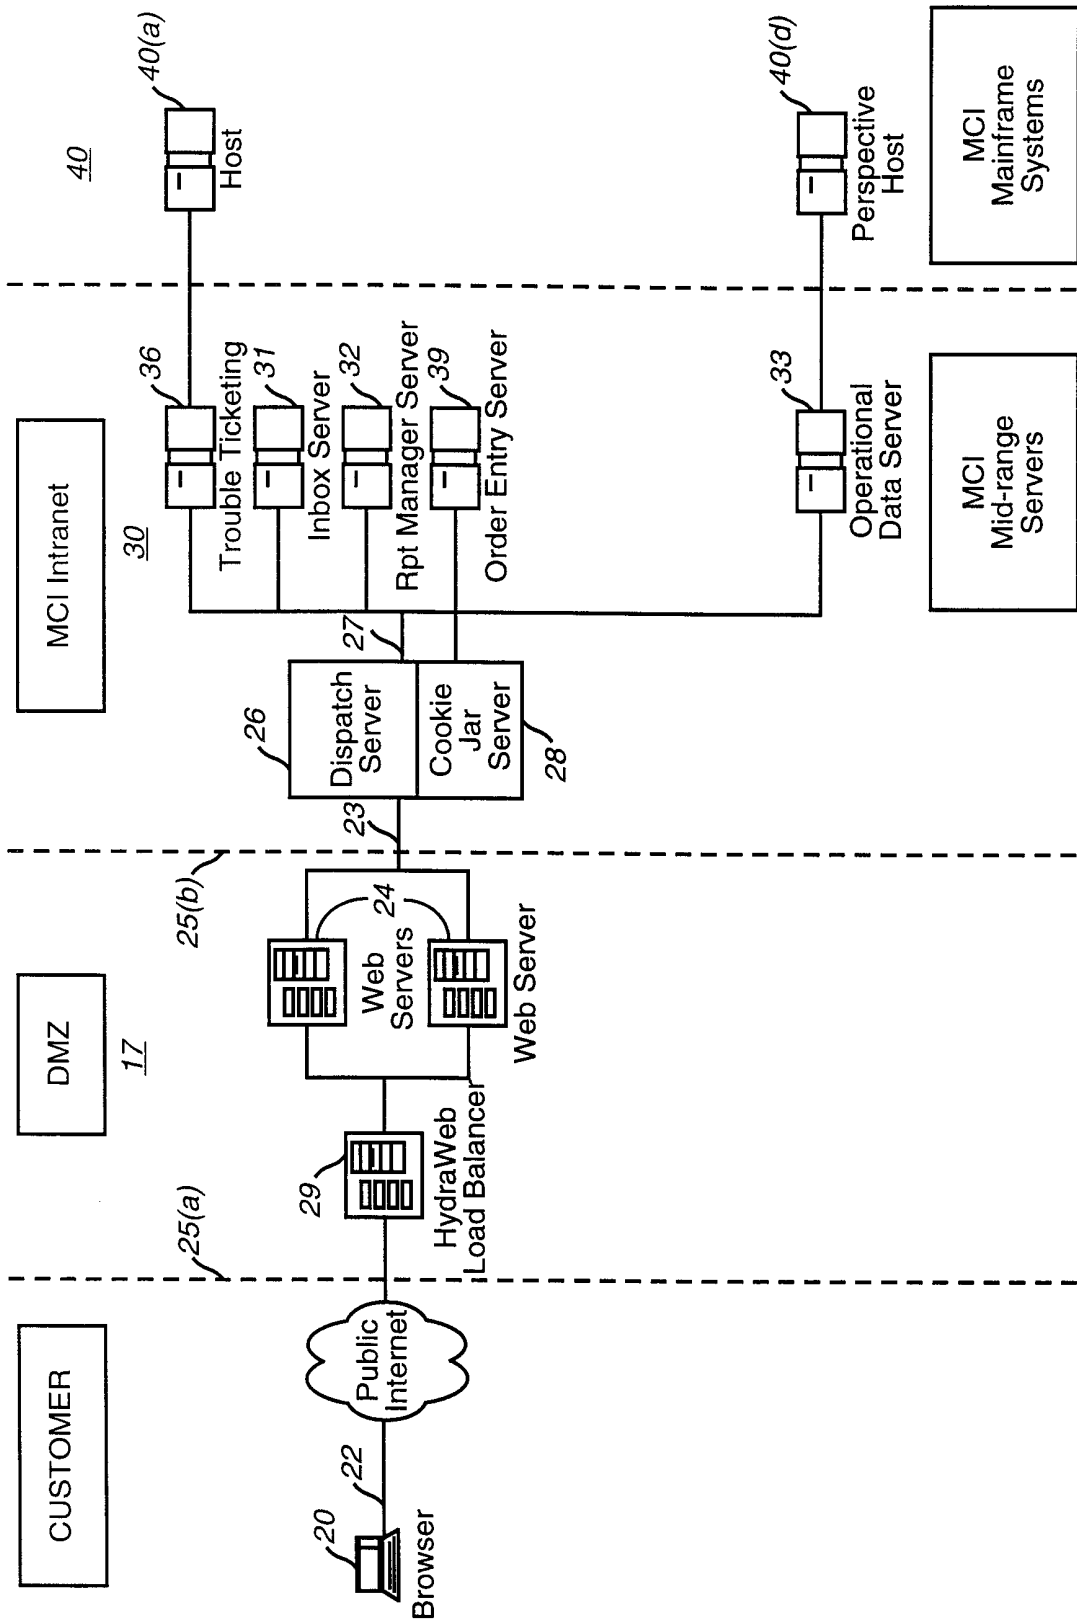 CUSTOMER
DMZ
MCI Intranet
17
30
40
25(a)
25(b)
20
Browser
22
Public
Internet
29
HydraWeb
Load Balancer
24
Web
Servers
Web Server
23
26
Dispatch
Server
Cookie
Jar
Server
28
27
36
Trouble Ticketing
31
Inbox Server
32
Rpt Manager Server
39
Order Entry Server
33
Operational
Data Server
40(a)
Host
40(d)
Perspective
Host
MCI
Mid-range
Servers
MCI
Mainframe
Systems